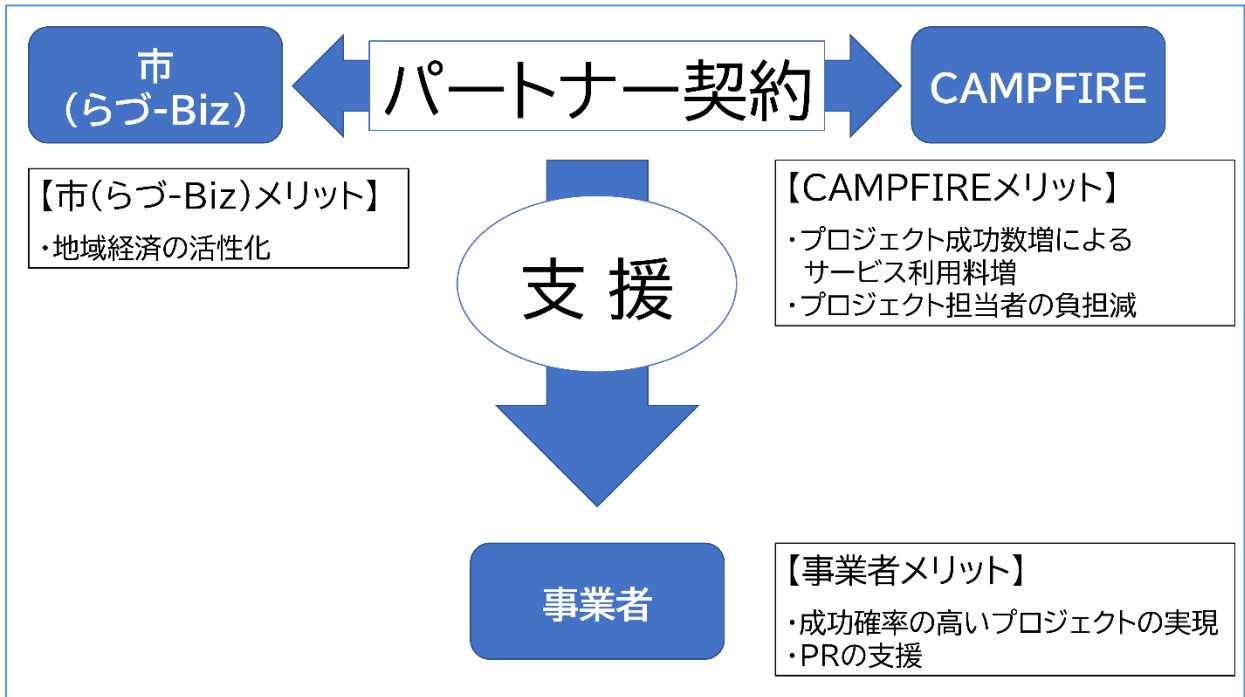 市
(らづ-Biz)
パートナー契約
CAMPFIRE
【市(らづ-Biz)メリット】
・地域経済の活性化
【CAMPFIREメリット】
・プロジェクト成功数増による
サービス利用料増
・プロジェクト担当者の負担減
支 援
事業者
【事業者メリット】
・成功確率の高いプロジェクトの実現
・PRの支援